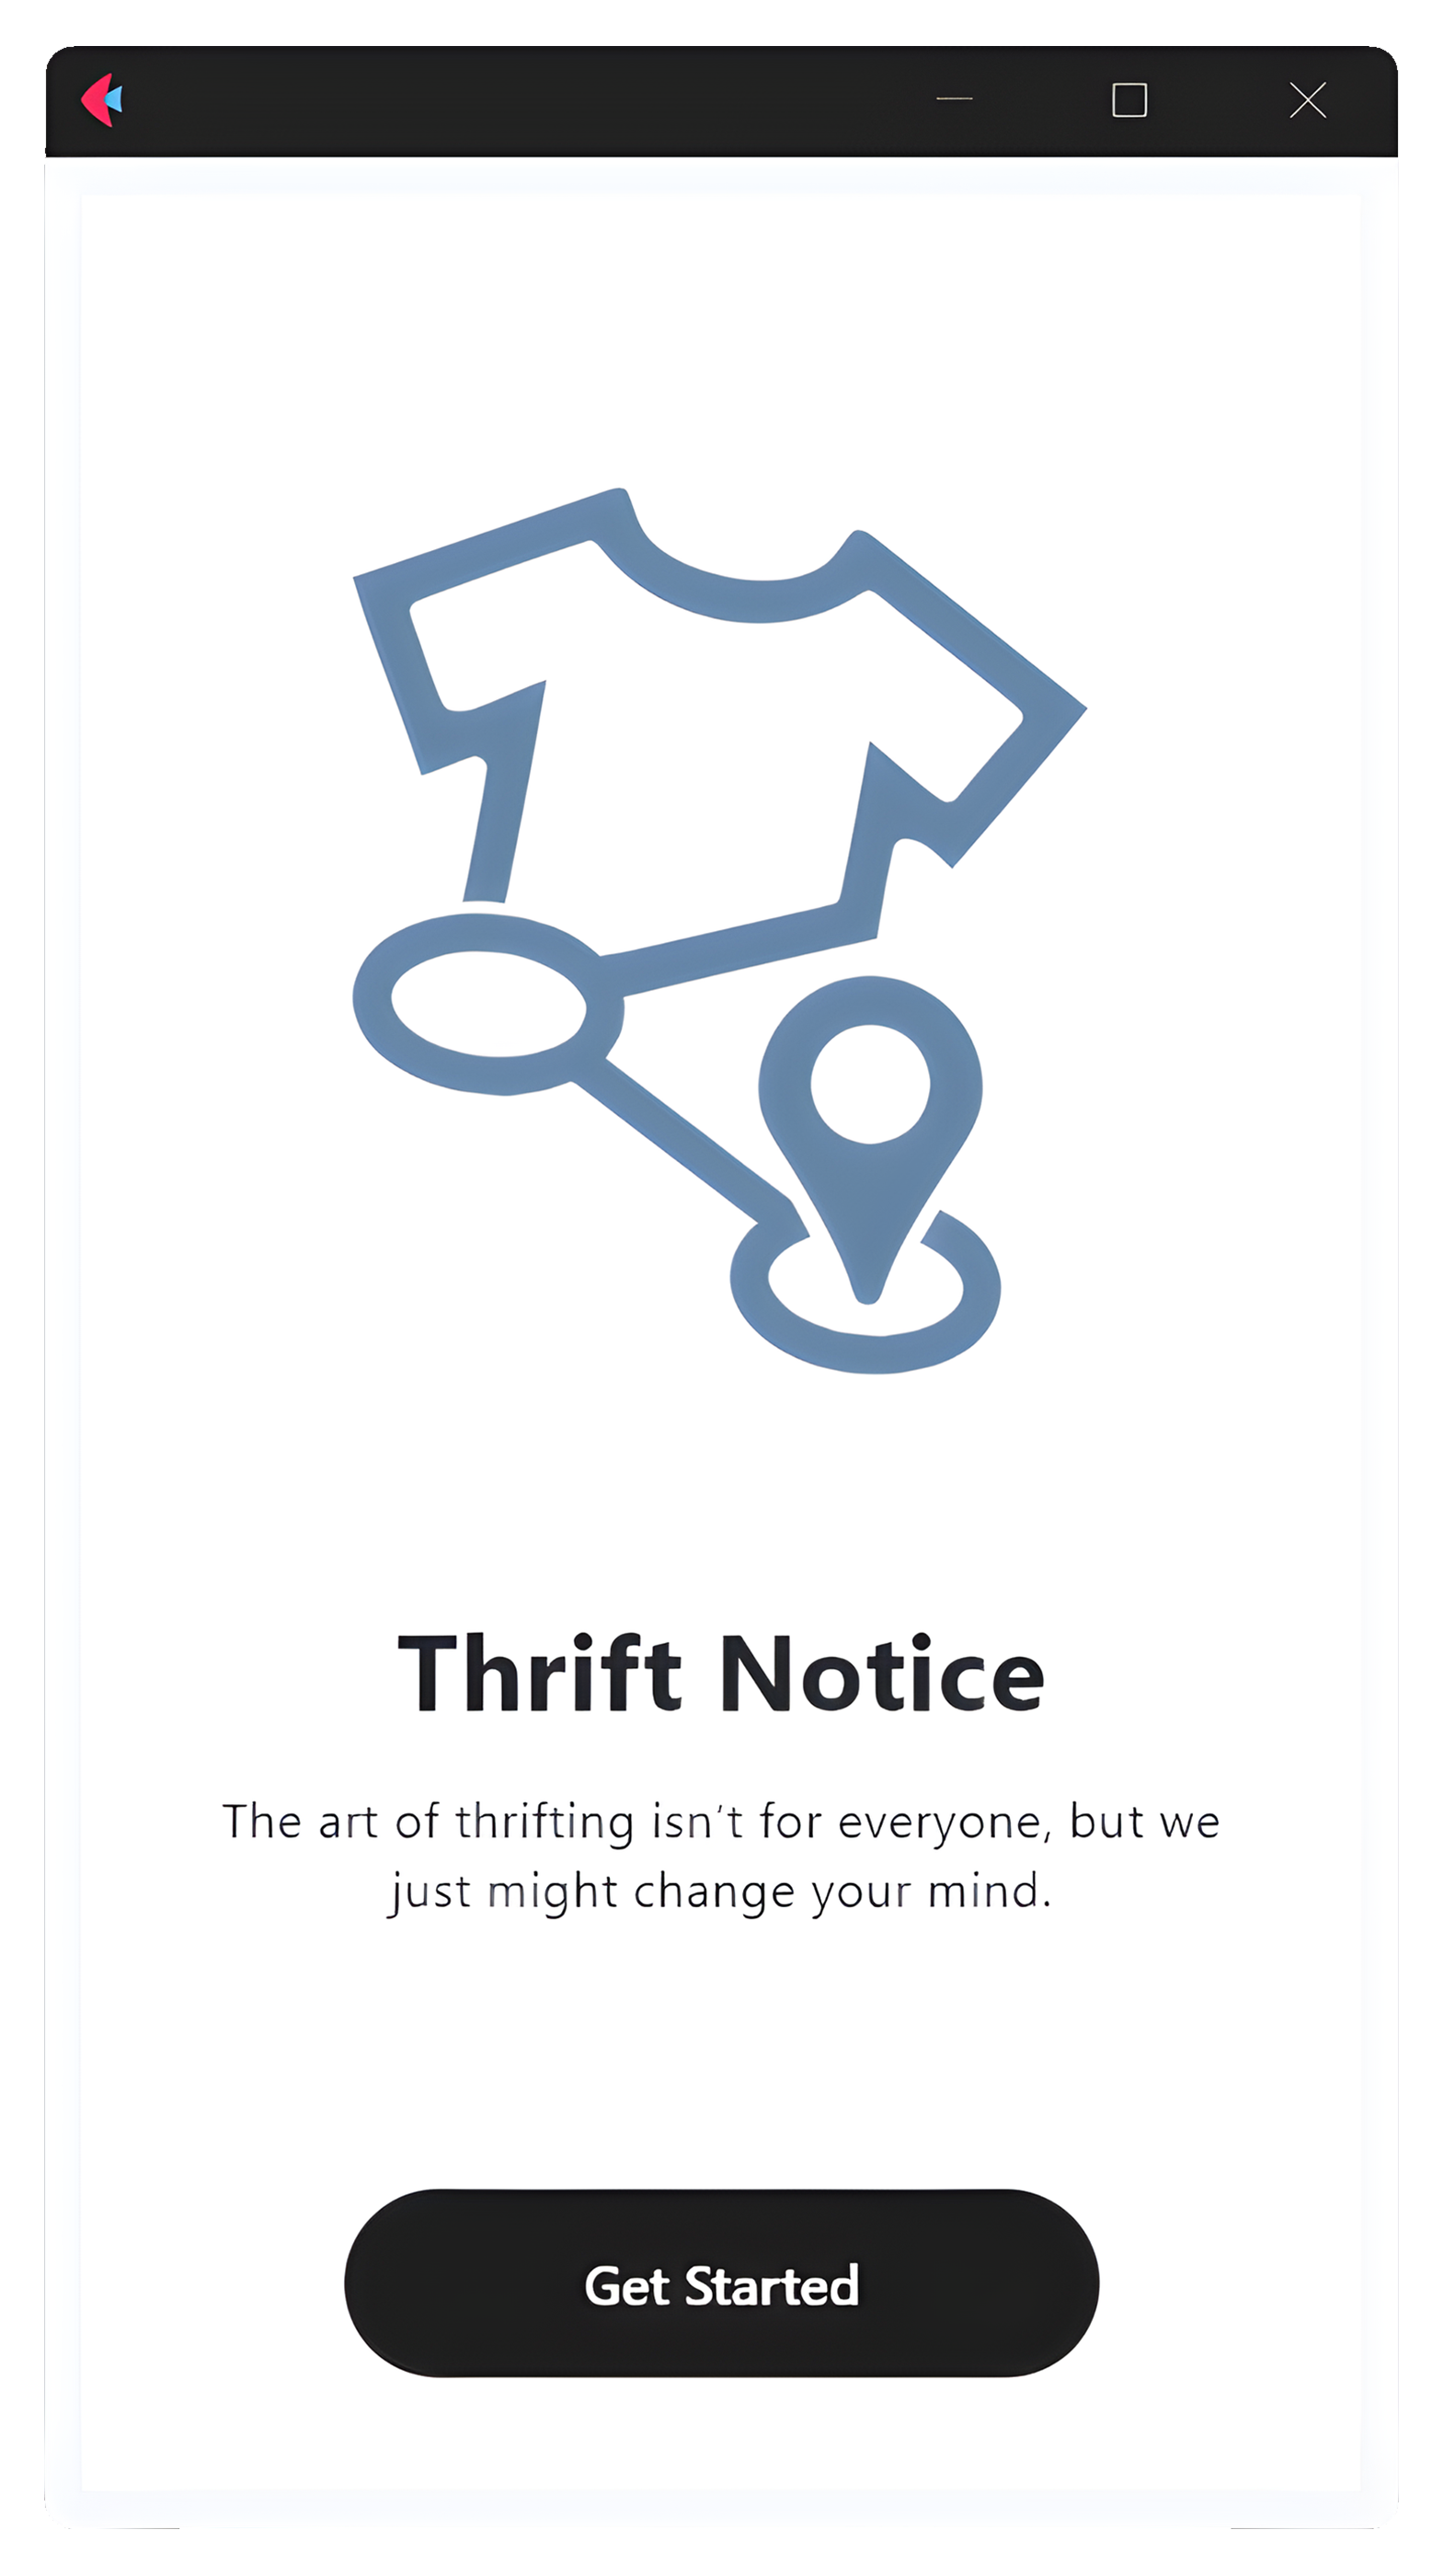 Thrift Notice
The art of thrifting isn't for everyone, but we
just might change your mind.
Get Started